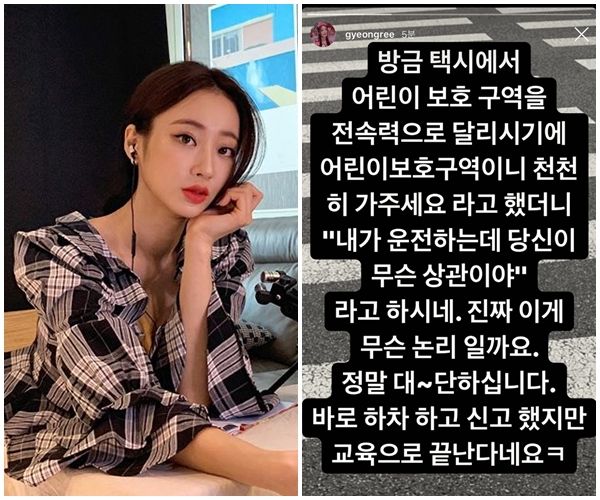 gyeongree 5분
방금 택시에서
어린이 보호 구역을
전속력으로 달리시기에
어린이보호구역이니 천천
히 가주세요 라고 했더니
"내가 운전하는데 당신이
무슨 상관이야"
라고 하시네. 진짜 이게
무슨 논리 일까요.
정말 대~단하십니다.
바로 하차 하고 신고 했지만
교육으로 끝난다네요ㅋ